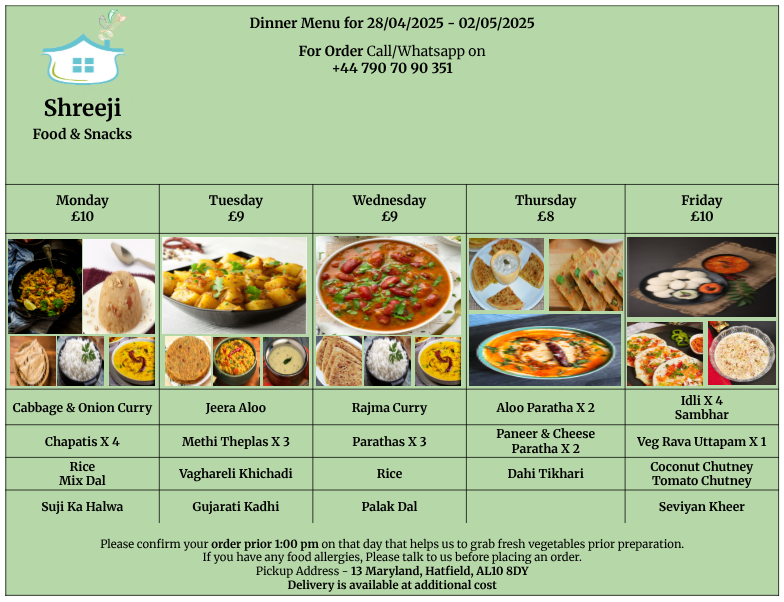 Dinner Menu for 28/04/2025 - 02/05/2025
For Order Call/Whatsapp on
+44 790 70 90 351
Shreeji
Food & Snacks
Monday
£10
Tuesday
£9
Wednesday
£9
Thursday
£8
Friday
£10
Cabbage & Onion Curry
Jeera Aloo
Rajma Curry
Aloo Paratha X 2
Idli X 4
Sambhar
Chapatis X 4
Methi Theplas X 3
Parathas X 3
Paneer & Cheese
Paratha X 2
Veg Rava Uttapam X 1
Rice
Mix Dal
Vaghareli Khichadi
Rice
Dahi Tikhari
Coconut Chutney
Tomato Chutney
Suji Ka Halwa
Gujarati Kadhi
Palak Dal
Seviyan Kheer
Please confirm your order prior 1:00 pm on that day that helps us to grab fresh vegetables prior preparation.
If you have any food allergies, Please talk to us before placing an order.
Pickup Address - 13 Maryland, Hatfield, AL10 8DY
Delivery is available at additional cost